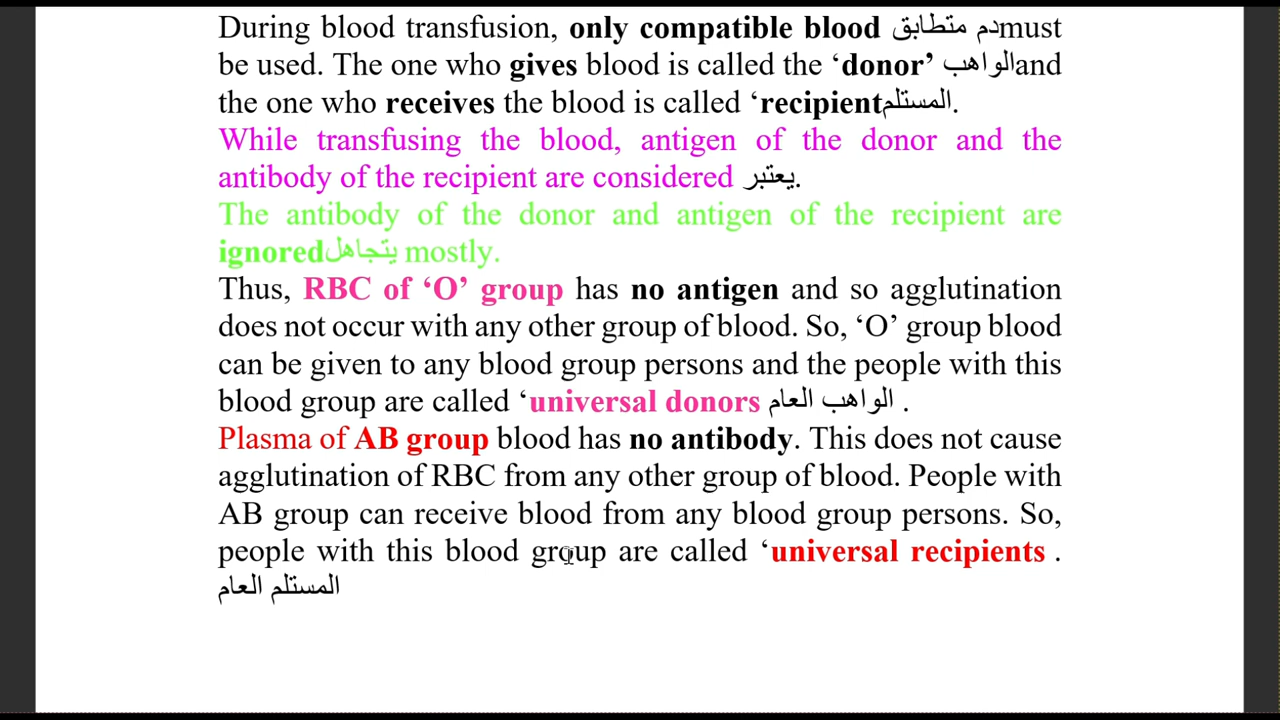 During blood transfusion, only compatible blood دم متطابقmust
be used. The one who gives blood is called the ‘donor’ الواهبand
the one who receives the blood is called ‘recipientالمستلم.
While transfusing the blood, antigen of the donor and the
antibody of the recipient are considered يعتبر.
The antibody of the donor and antigen of the recipient are
ignoredيتجاهل mostly.
Thus, RBC of ‘O’ group has no antigen and so agglutination
does not occur with any other group of blood. So, ‘O’ group blood
can be given to any blood group persons and the people with this
blood group are called ‘universal donors الواهب العام .
Plasma of AB group blood has no antibody. This does not cause
agglutination of RBC from any other group of blood. People with
AB group can receive blood from any blood group persons. So,
people with this blood group are called ‘universal recipients .
المستلم العام